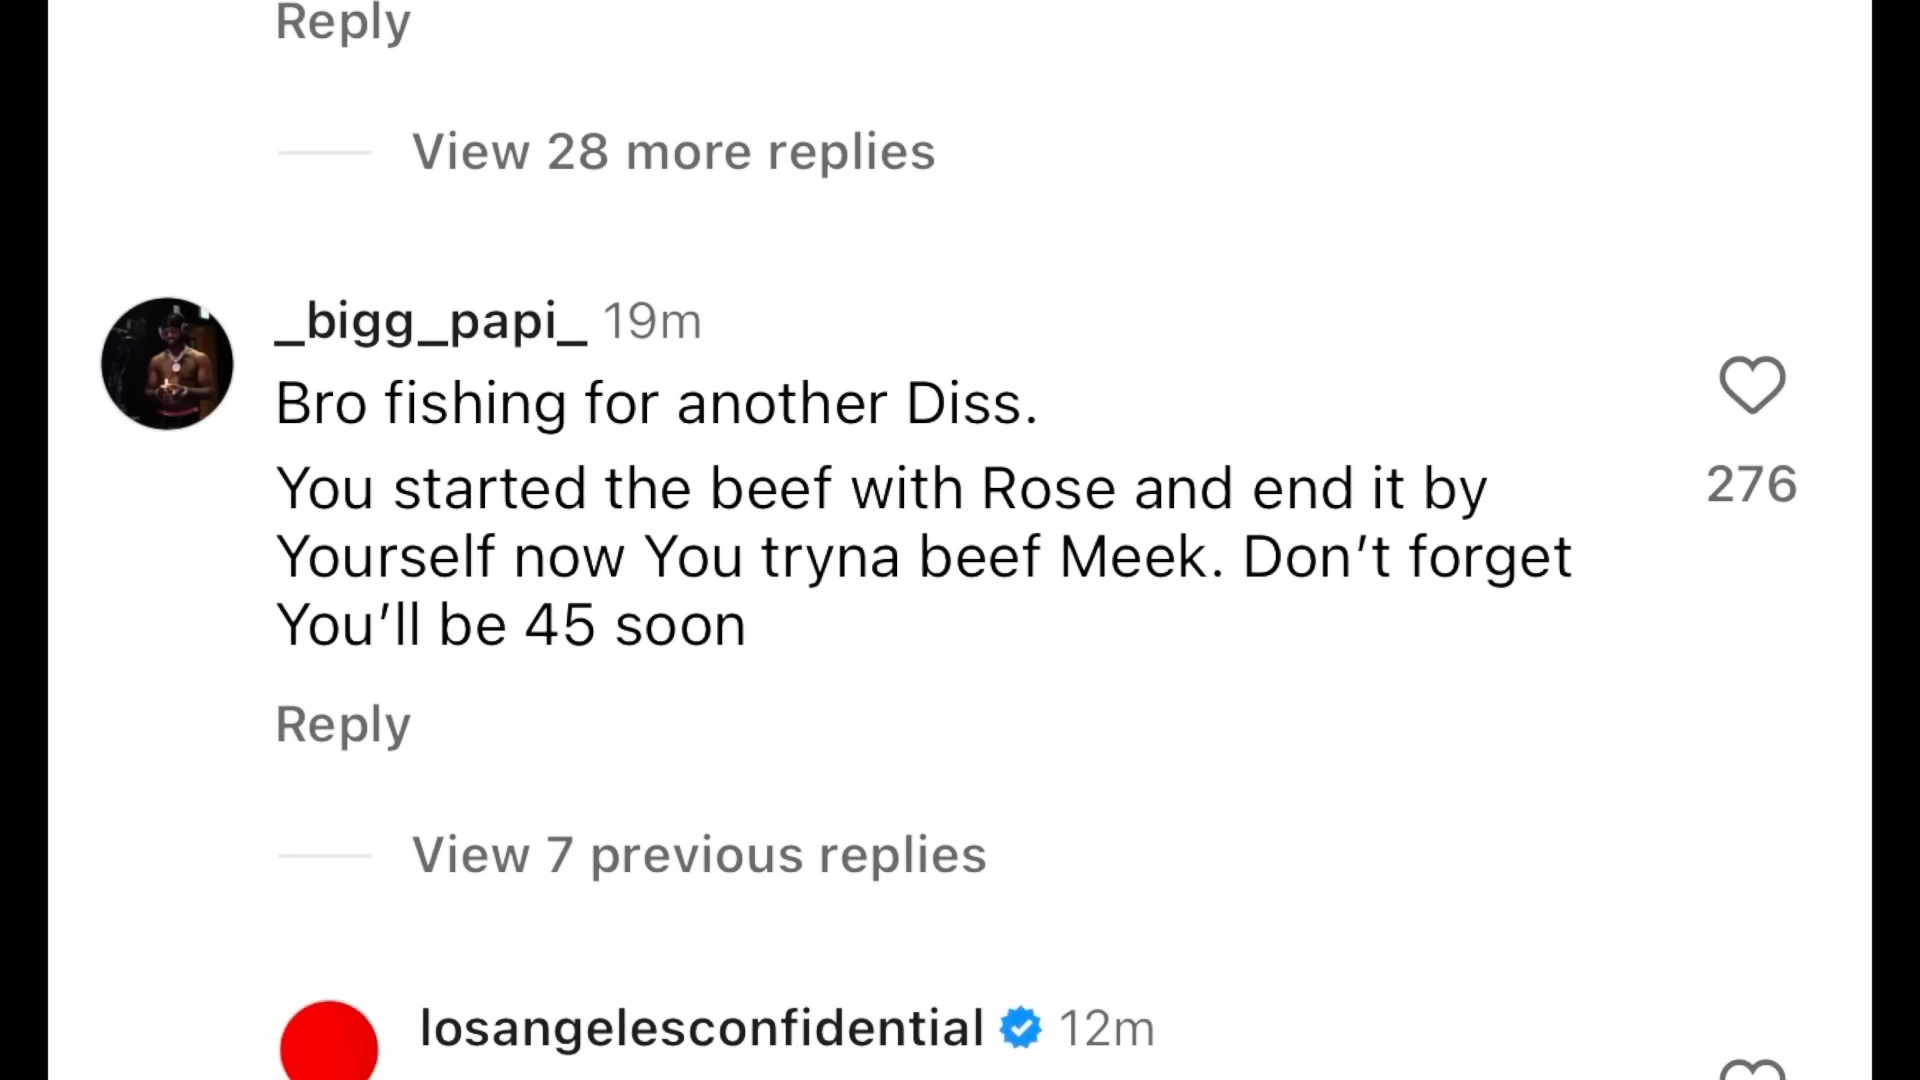 Reply
View 28 more replies
_bigg_papi_ 19m
Bro fishing for another Diss.
You started the beef with Rose and end it by
276
Yourself now You tryna beef Meek. Don’t forget
You’ll be 45 soon
Reply
View 7 previous replies
losangelesconfidential 12m